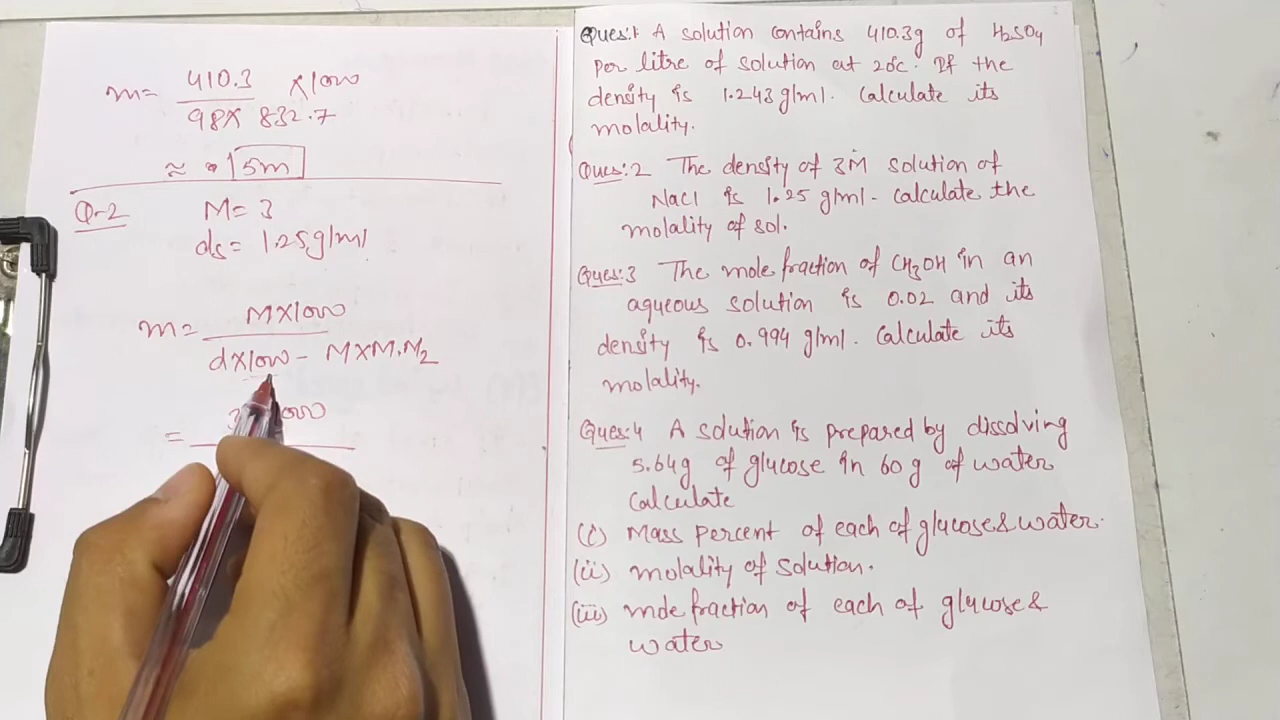 m= 410.3 ×1000
98× 832.7
≈ 5m
Q-2 M= 3
ds= 1.25g/ml
m= M×1000
d×1000 - M×M.M2
= 3 000
Ques:1 A solution contains 410.3g of H2SO4
per litre of solution at 20c. If the
density is 1.243 g/ml. Calculate its
molality.
Ques:2 The density of 3M solution of
NaCl is 1.25 g/ml. calculate the
molality of sol.
Ques:3 The mole fraction of CH3OH in an
aqueous solution is 0.02 and its
density is 0.994 g/ml. Calculate its
molality.
Ques:4 A solution is prepared by dissolving
5.64g of glucose in 60 g of water
Calculate
(i) Mass percent of each of glucose & water.
(ii) molality of solution.
(iii) mole fraction of each of glucose &
water